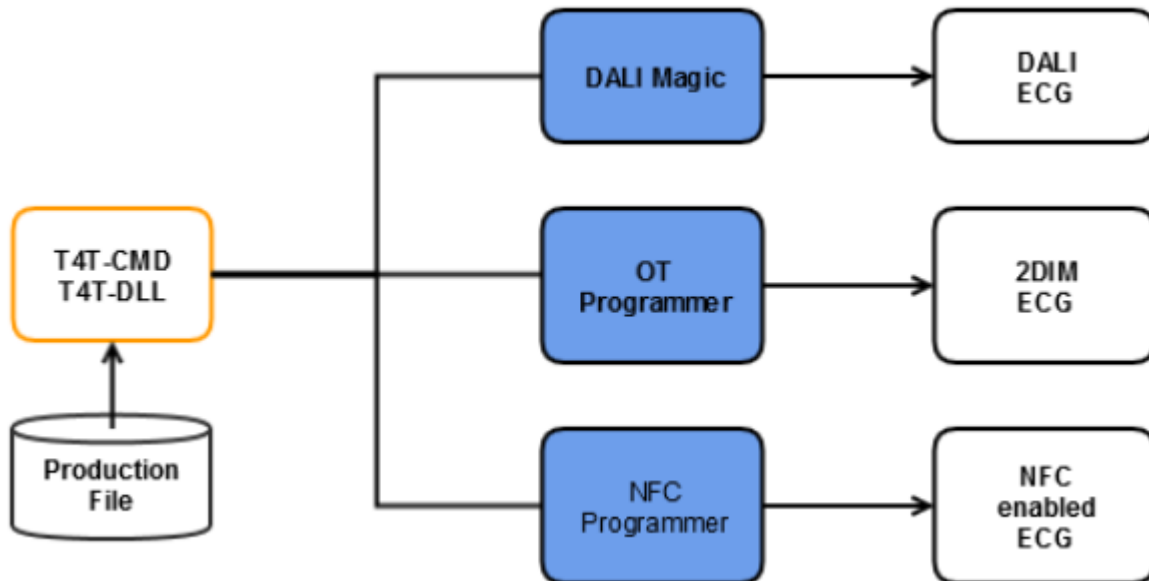 DALI Magic
DALI
ECG
T4T-CMD
T4T-DLL
OT
Programmer
2DIM
ECG
Production
File
NFC
Programmer
NFC
enabled
ECG